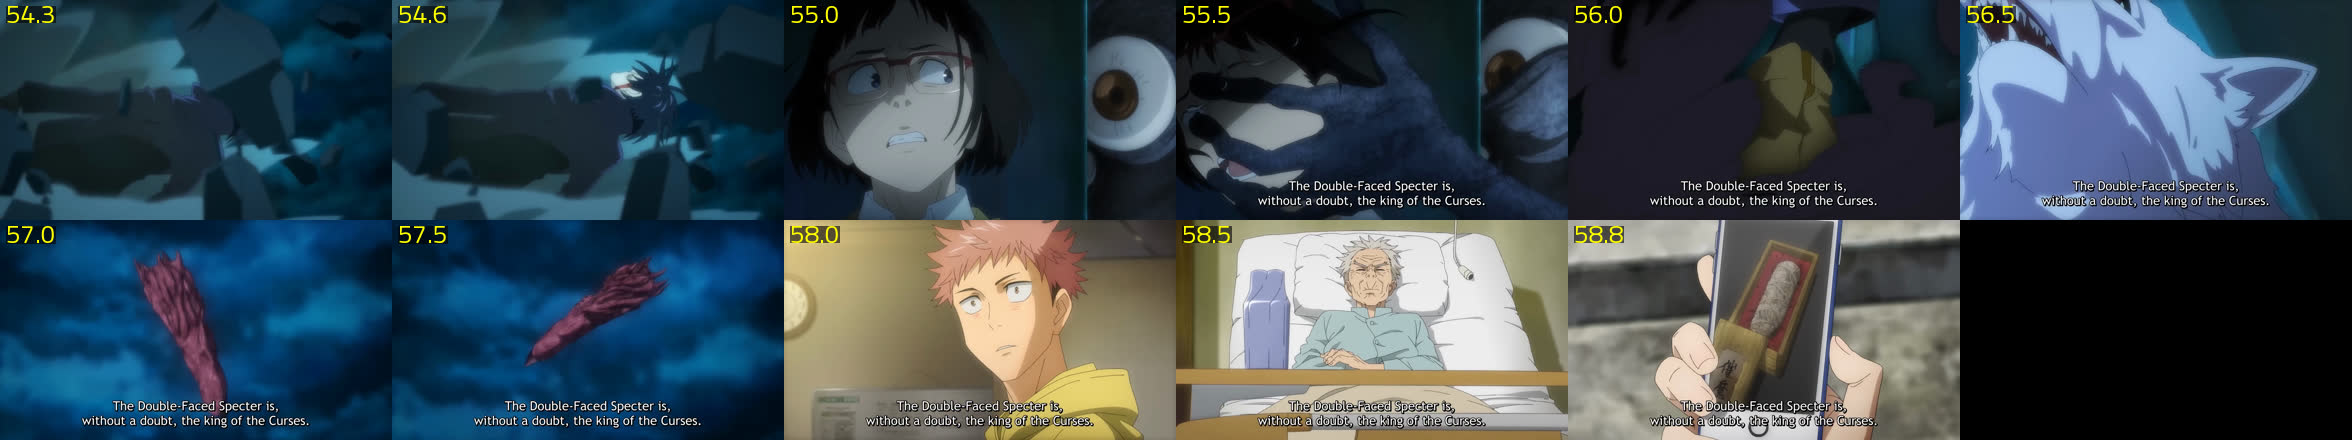 54.3
54.6
55.0
55.5
The Double-Faced Specter is,
without a doubt, the king of the Curses.
56.0
The Double-Faced Specter is,
without a doubt, the king of the Curses.
56.5
The Double-Faced Specter is,
without a doubt, the king of the Curses.
57.0
The Double-Faced Specter is,
without a doubt, the king of the Curses.
57.5
The Double-Faced Specter is,
without a doubt, the king of the Curses.
58.0
The Double-Faced Specter is,
without a doubt, the king of the Curses.
58.5
The Double-Faced Specter is,
without a doubt, the king of the Curses.
58.8
The Double-Faced Specter is,
without a doubt, the king of the Curses.